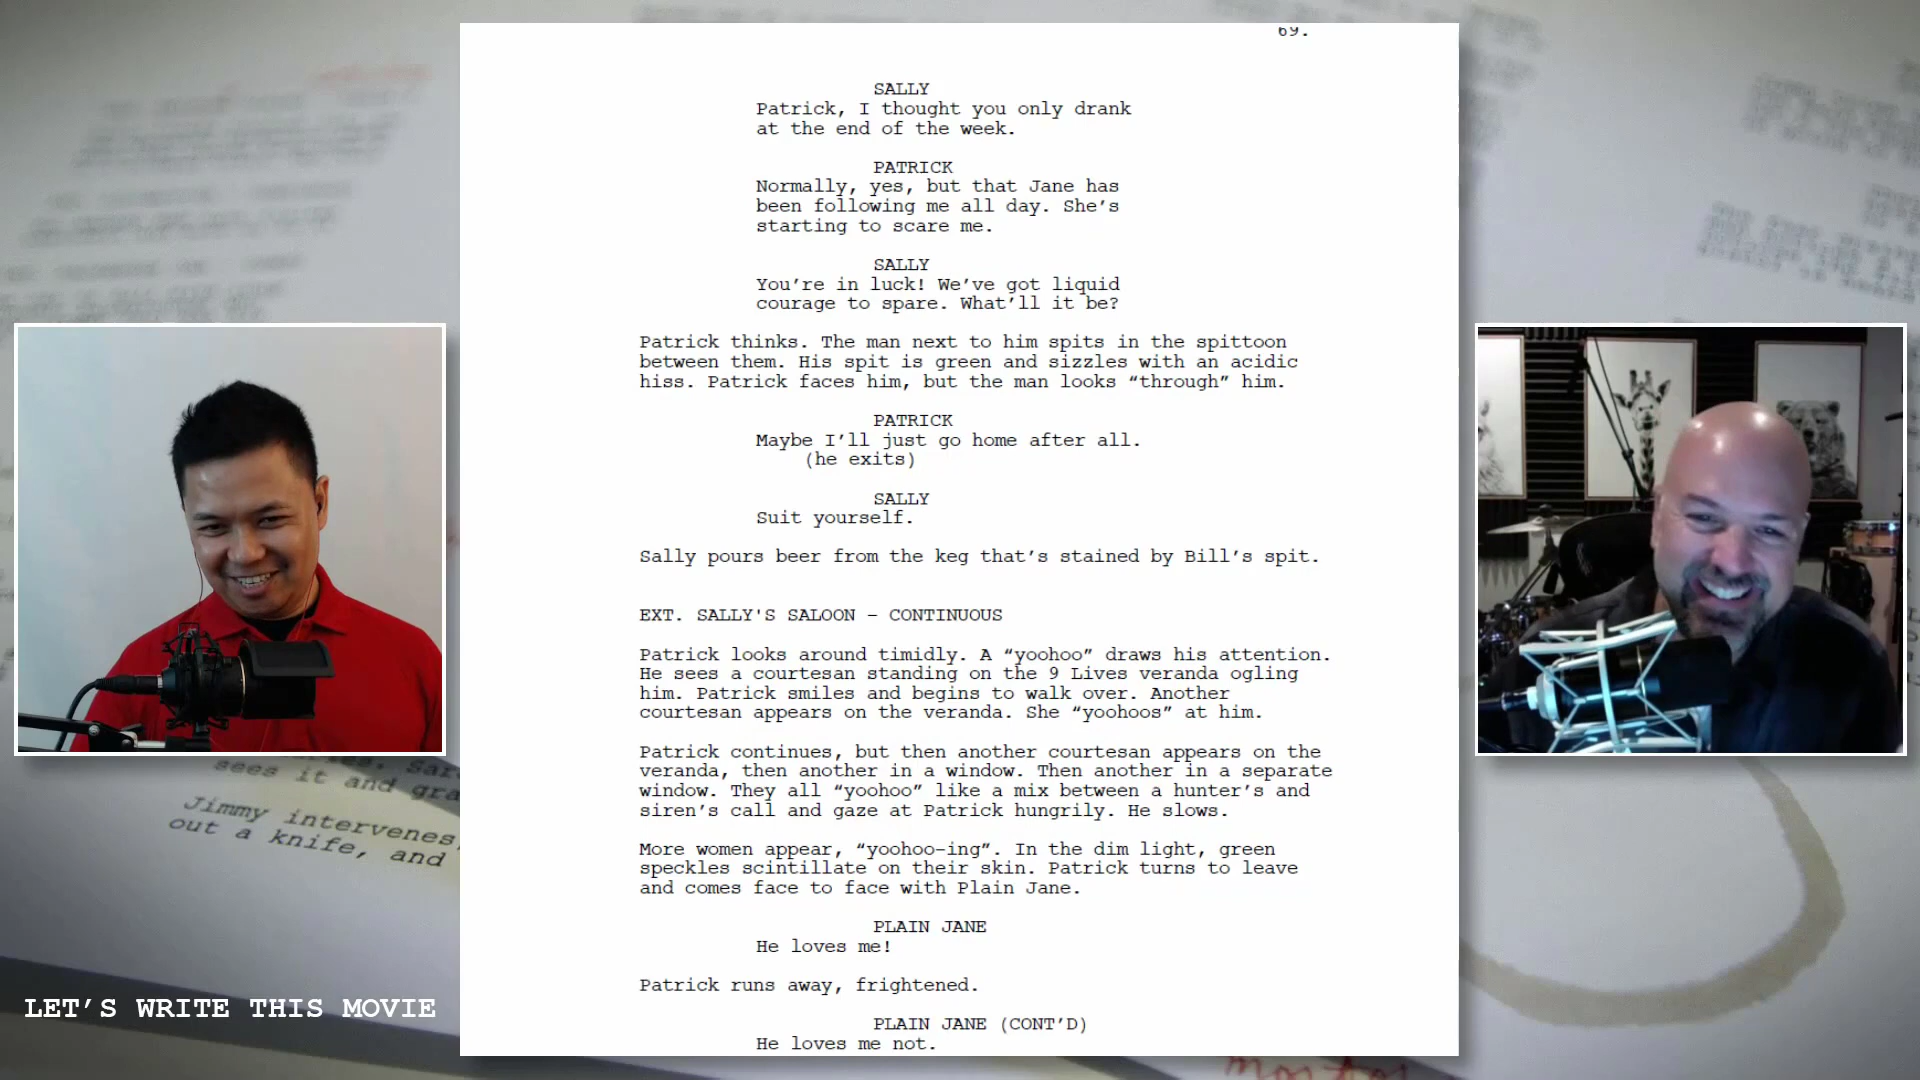 69.
SALLY
Patrick, I thought you only drank
at the end of the week.
PATRICK
Normally, yes, but that Jane has
been following me all day. She's
starting to scare me.
SALLY
You're in luck! We've got liquid
courage to spare. What'll it be?
Patrick thinks. The man next to him spits in the spittoon
between them. His spit is green and sizzles with an acidic
hiss. Patrick faces him, but the man looks “through” him.
PATRICK
Maybe I'll just go home after all.
(he exits)
SALLY
Suit yourself.
Sally pours beer from the keg that's stained by Bill's spit.
EXT. SALLY'S SALOON – CONTINUOUS
Patrick looks around timidly. A “yoohoo” draws his attention.
He sees a courtesan standing on the 9 Lives veranda ogling
him. Patrick smiles and begins to walk over. Another
courtesan appears on the veranda. She “yoohoos” at him.
Patrick continues, but then another courtesan appears on the
veranda, then another in a window. Then another in a separate
window. They all “yoohoo” like a mix between a hunter's and
siren's call and gaze at Patrick hungrily. He slows.
More women appear, “yoohoo-ing”. In the dim light, green
speckles scintillate on their skin. Patrick turns to leave
and comes face to face with Plain Jane.
PLAIN JANE
He loves me!
Patrick runs away, frightened.
PLAIN JANE (CONT'D)
He loves me not.
sees it and gra
Jimmy intervenes
out a knife, and
LET'S WRITE THIS MOVIE